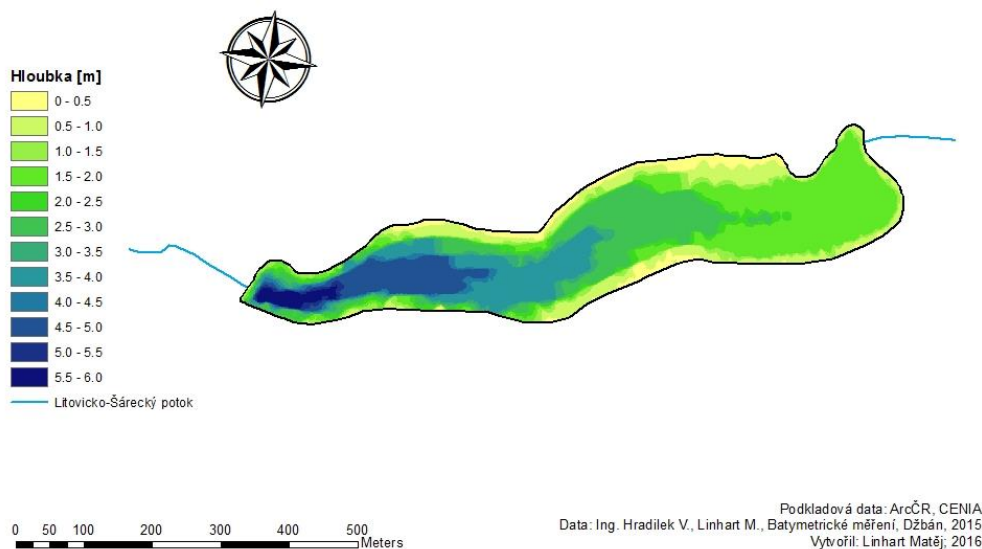 Hloubka [m]
0 - 0.5
0.5 - 1.0
1.0 - 1.5
1.5 - 2.0
2.0 - 2.5
2.5 - 3.0
3.0 - 3.5
3.5 - 4.0
4.0 - 4.5
4.5 - 5.0
5.0 - 5.5
5.5 - 6.0
Litovicko-Šárecký potok
0 50 100 200 300 400 500
Meters
Podkladová data: ArcČR, CENIA
Data: Ing. Hradilek V., Linhart M., Batymetrické měření, Džbán, 2015
Vytvořil: Linhart Matěj; 2016